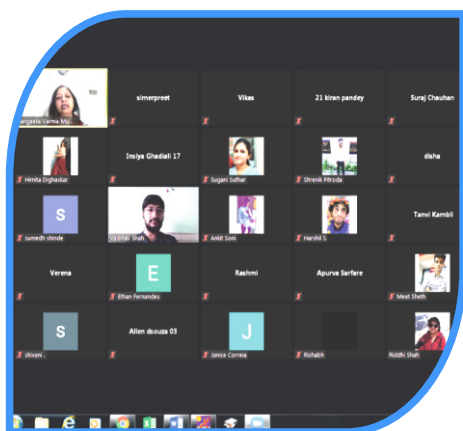 angeeta Varma Mu...
simerpreet
Vikas
21 kiran pandey
Suraj Chauhan
Himita Dighaskar
Insiya Ghadiali 17
Sugani Suthar
Shrenik Pitroda
disha
S
sumedh shinde
Vaibhav Shah
Ankit Soni
Harshil S
Tanvi Kambli
Verena
E
Ethan Fernandes
Rashmi
Apurva Sarfare
Meet Sheth
S
shivani .
Allen dsouza 03
J
Janice Correia
Rishabh
Riddhi Shah